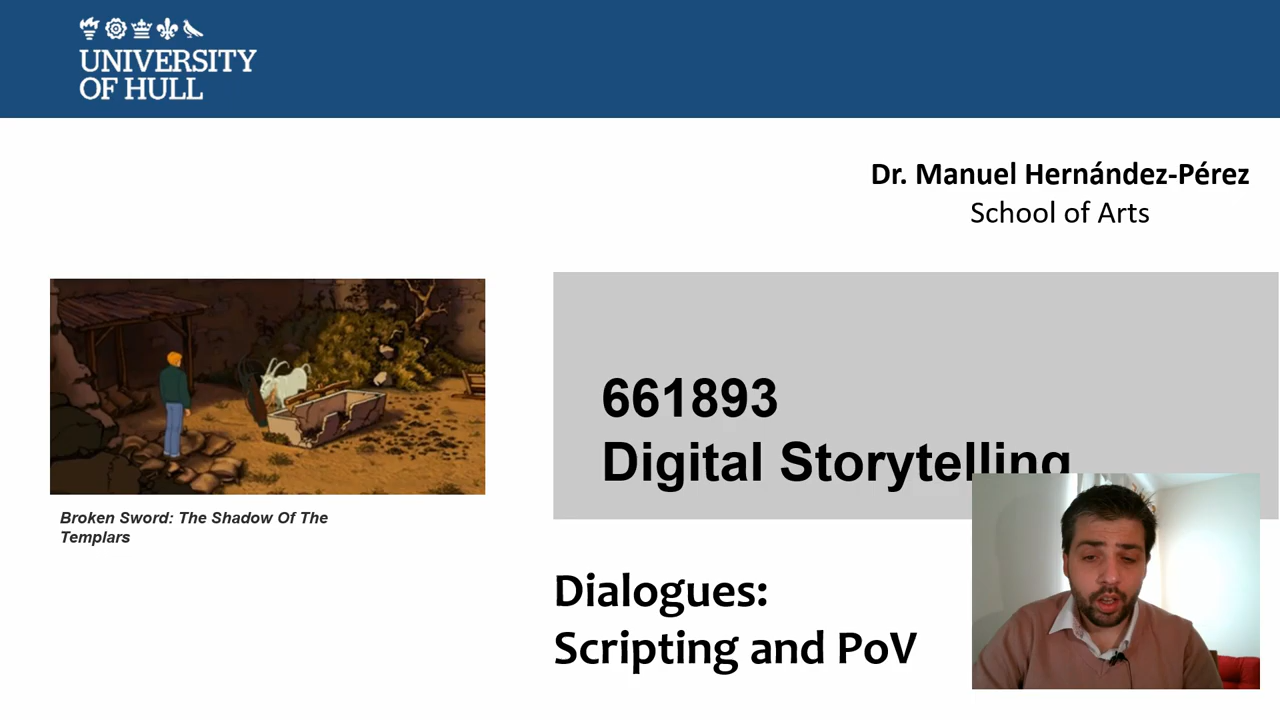 UNIVERSITY
OF HULL
Dr. Manuel Hernández-Pérez
School of Arts
661893
Digital Storytelling
Broken Sword: The Shadow Of The
Templars
Dialogues:
Scripting and PoV